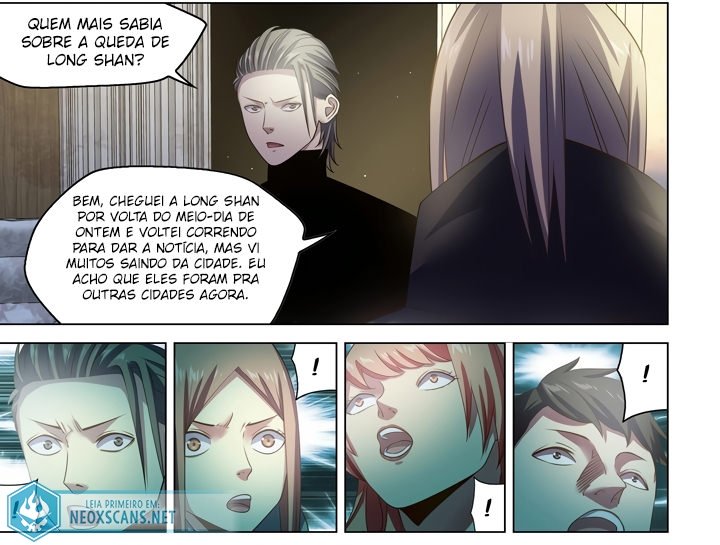 QUEM MAIS SABIA
SOBRE A QUEDA DE
LONG SHAN?
BEM, CHEGUEI A LONG SHAN
POR VOLTA DO MEIO-DIA DE
ONTEM E VOLTEI CORRENDO
PARA DAR A NOTÍCIA, MAS VI
MUITOS SAINDO DA CIDADE. EU
ACHO QUE ELES FORAM PRA
OUTRAS CIDADES AGORA.
!
!
!
!
LEIA PRIMEIRO EM:
NEOXSCANS.NET